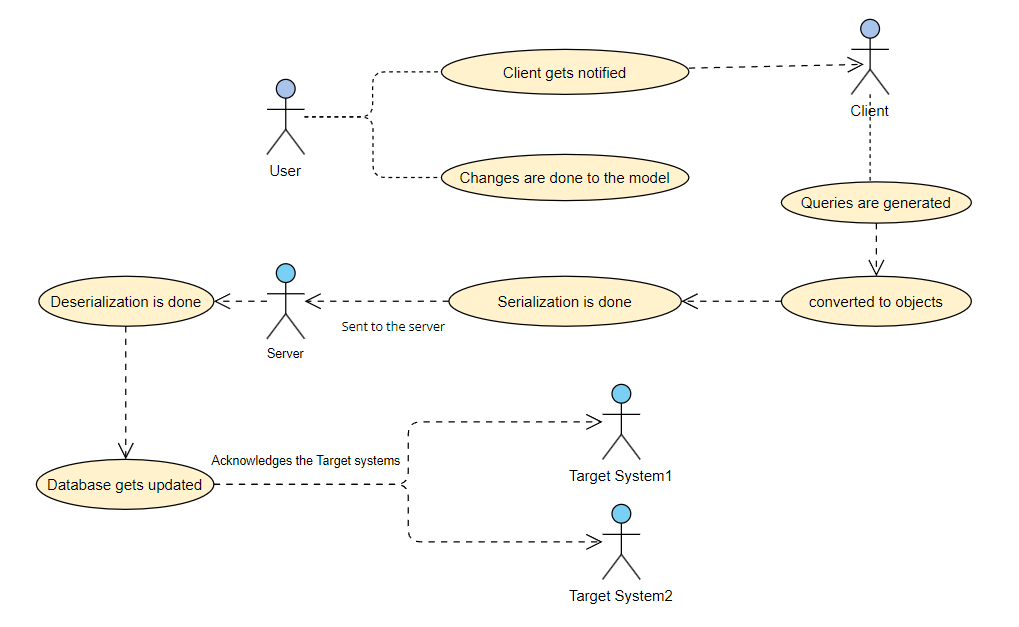 Client gets notified
Client
User
Changes are done to the model
Queries are generated
Deserialization is done
Serialization is done
converted to objects
Sent to the server
Server
Acknowledges the Target systems
Target System1
Database gets updated
Target System2